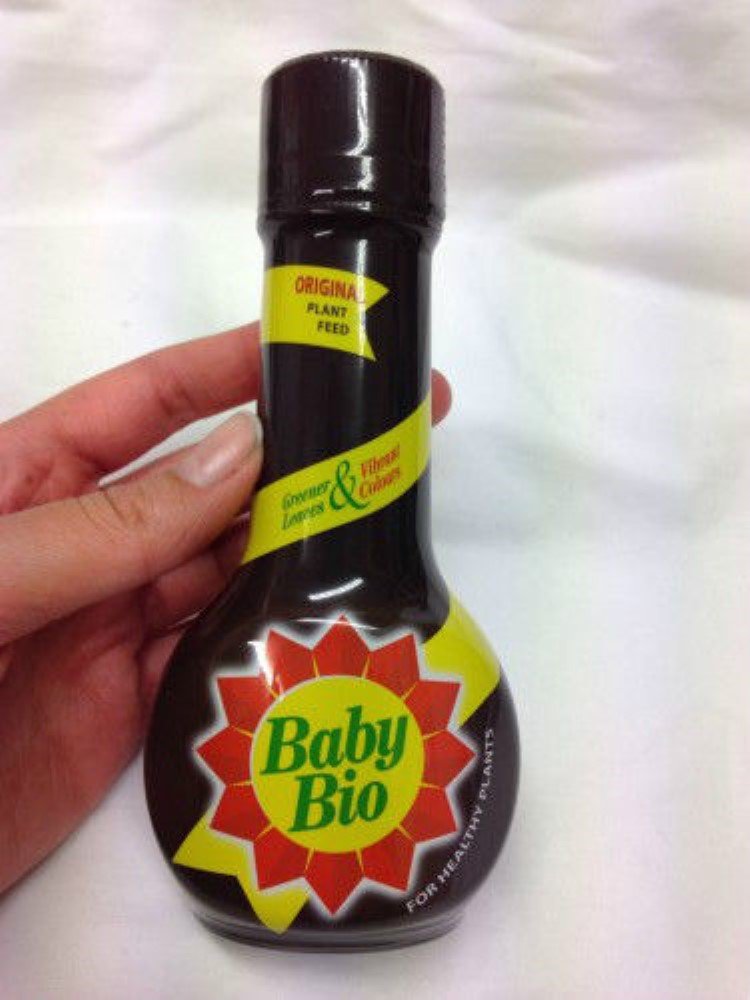 ORIGINAL
PLANT
FEED
Greener & Vibrant
Leaves Colours
Baby
Bio
FOR HEALTHY PLANTS